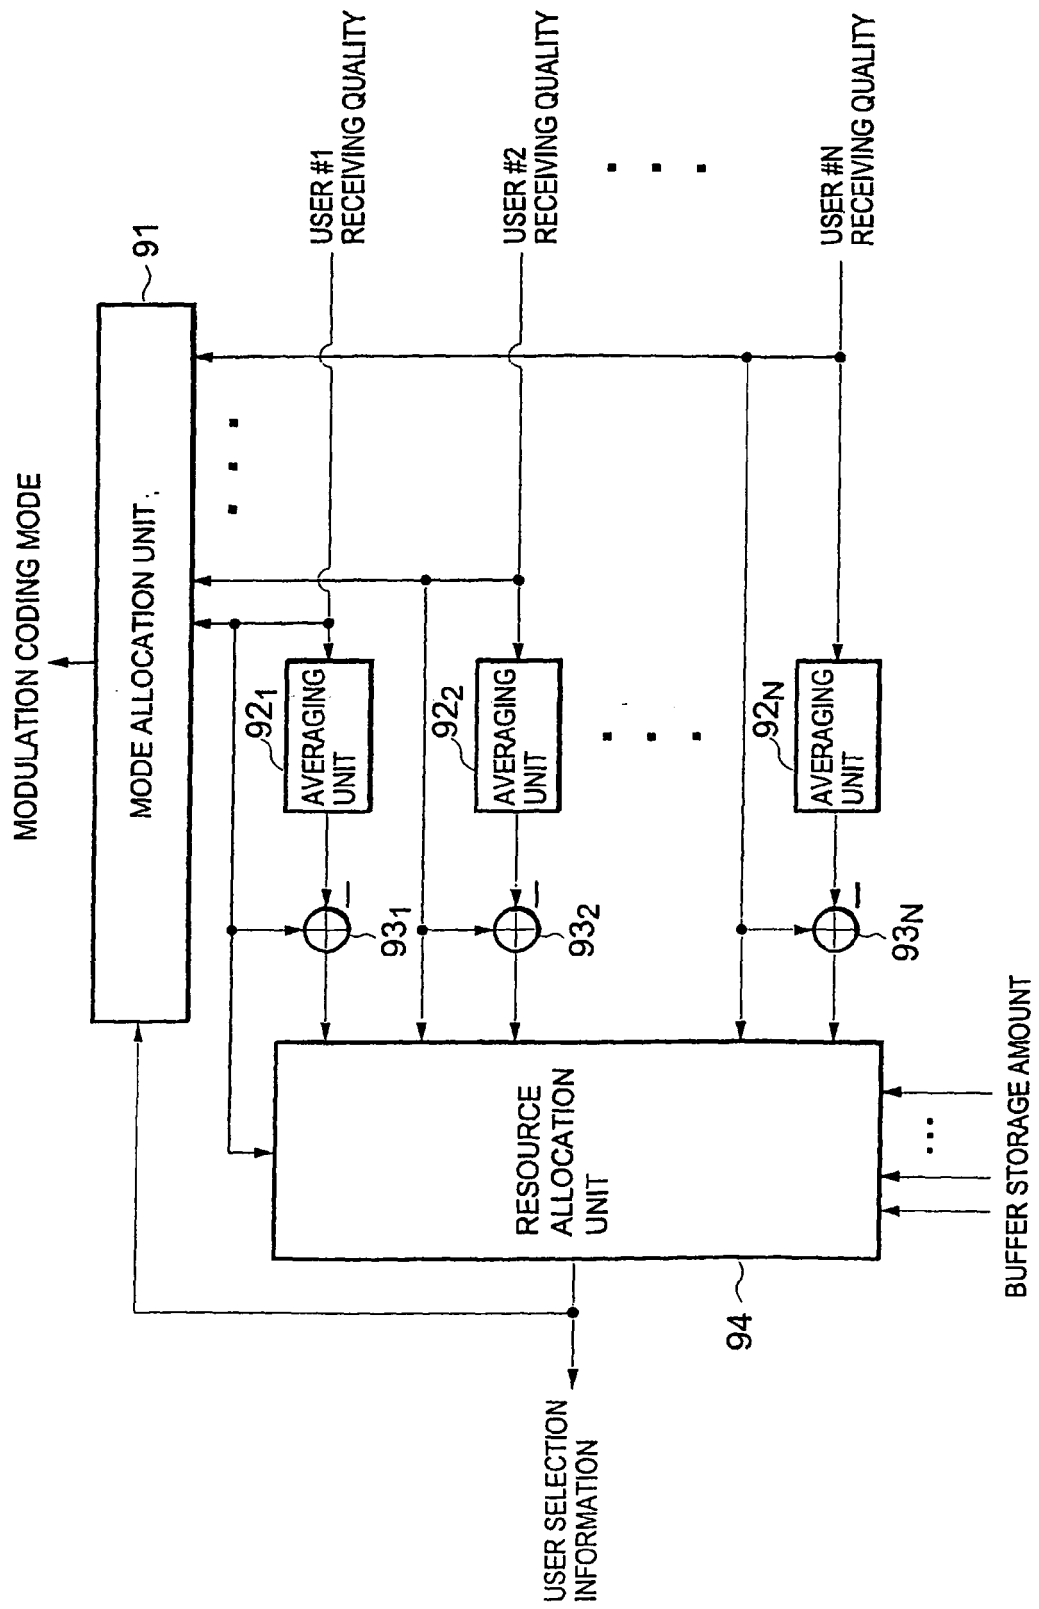 MODULATION CODING MODE
MODE ALLOCATION UNIT
91
USER #1
RECEIVING QUALITY
USER #2
RECEIVING QUALITY
USER #N
RECEIVING QUALITY
92₁
AVERAGING
UNIT
92₂
AVERAGING
UNIT
92N
AVERAGING
UNIT
93₁
93₂
93N
RESOURCE
ALLOCATION
UNIT
94
BUFFER STORAGE AMOUNT
USER SELECTION
INFORMATION